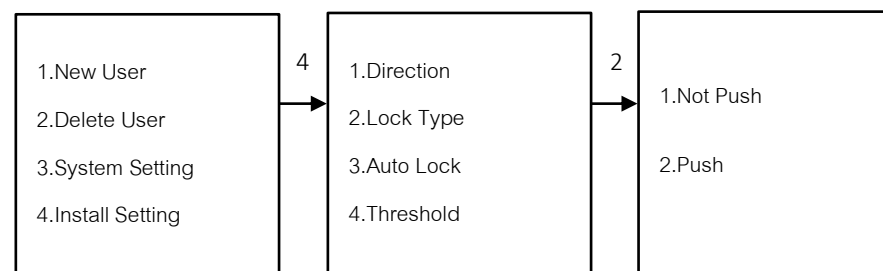 1.New User
2.Delete User
3.System Setting
4.Install Setting
4
1.Direction
2.Lock Type
3.Auto Lock
4.Threshold
2
1.Not Push
2.Push